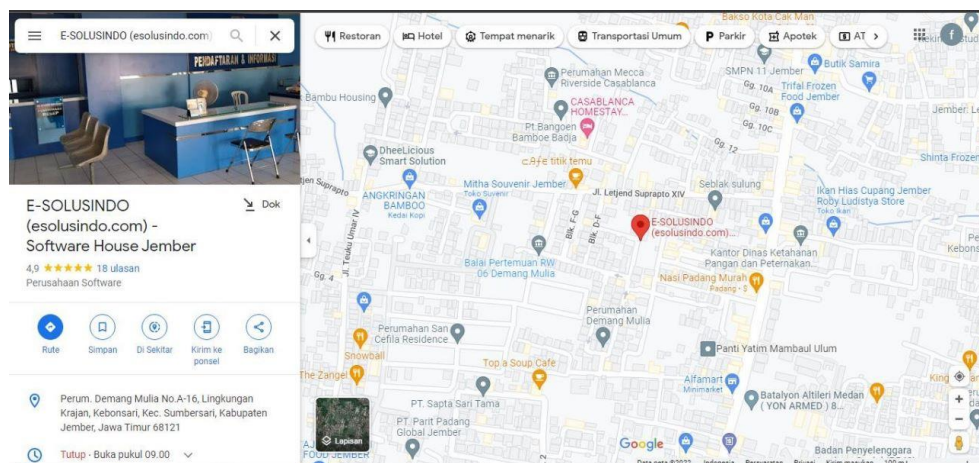 E-SOLUSINDO (esolusindo.com)
PENDAFTARAN & INFORMASI
E-SOLUSINDO
(esolusindo.com) -
Software House Jember
Dok
4,9 ★★★★★ 18 ulasan
Perusahaan Software
Rute
Simpan
Di Sekitar
Kirim ke
ponsel
Bagikan
Perum. Demang Mulia No.A-16, Lingkungan
Krajan, Kebonsari, Kec. Sumbersari, Kabupaten
Jember, Jawa Timur 68121
Tutup · Buka pukul 09.00
Restoran
Hotel
Tempat menarik
Transportasi Umum
Parkir
Apotek
AT
f
Bakso Kota Cak Man
Perumahan Mecca
Riverside Casablanca
SMPN 11 Jember
Butik Samira
Gg. 10A
Trifal Frozen
Food Jember
Bambu Housing
CASABLANCA
HOMESTAY...
Gg. 10B
Gg. 10C
Pt.Bangoen
Bamboe Badja
Gg. 12
DheeLicious
Smart Solution
cAfe titik temu
Shinta Frozen
tjen Suprapto
ANGKRINGAN
BAMBOO
Kedai Kopi
Mitha Souvenir Jember
Toko Suvenir
Jl. Letjend Suprapto XIV
Seblak sulung
Ikan Hias Cupang Jember
Roby Ludistya Store
Toko Ikan
Jl. Teuku Umar IV
Blk. F-G
Blk. D-F
E-SOLUSINDO
(esolusindo.com)...
Kantor Dinas Ketahanan
Pangan dan Peternakan...
Balai Pertemuan RW
06 Demang Mulia
Gg. 4
Nasi Padang Murah
Padang · $
Perumahan San
Cefila Residence
Perumahan
Demang Mulia
Snowball
Panti Yatim Mambaul Ulum
The Zangel
Top a Soup Cafe
Alfamart
Minimarket
King
PT. Sapta Sari Tama
Batalyon Altileri Medan
( YON ARMED ) 8...
PT. Parit Padang
Global Jember
FOOD JEMBER
Lapisan
Google
Badan Penyelenggara